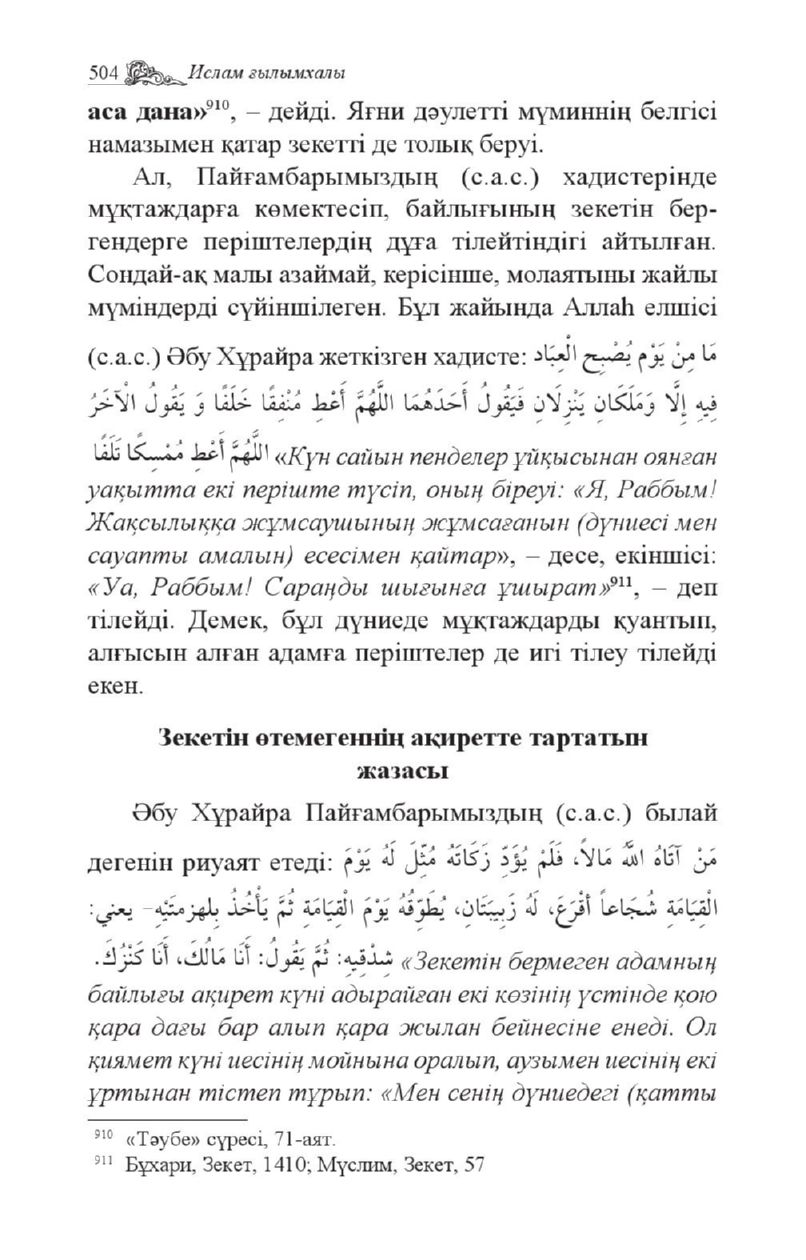 504 Ислам ғылымхалы
аса дана»⁹¹⁰, – дейді. Яғни дәулетті мүминнің белгісі
намазымен қатар зекетті де толық беруі.
Ал, Пайғамбарымыздың (с.а.с.) хадистерінде
мұқтаждарға көмектесіп, байлығының зекетін бер-
гендерге періштелердің дұға тілейтіндігі айтылған.
Сондай-ақ малы азаймай, керісінше, молаятыны жайлы
мүміндерді сүйіншілеген. Бұл жайында Аллаһ елшісі
(с.а.с.) Әбу Хұрайра жеткізген хадисте: مَا مِنْ يَوْم يُصْبِح الْعِبَاد
فِيهِ إِلَّا وَمَلَكَان يَنْزِلَان فَيَقُول أَحَدهُمَا اللَّهُمَّ أَعْطِ مُنْفِقًا خَلَفًا وَ يَقُول الْآخَرُ
اللَّهُمَّ أَعْطِ مُمْسِكًا تَلَفًا «Күн сайын пенделер ұйқысынан оянған
уақытта екі періште түсіп, оның біреуі: «Я, Раббым!
Жақсылыққа жұмсаушының жұмсағанын (дүниесі мен
сауапты амалын) есесімен қайтар», – десе, екіншісі:
«Уа, Раббым! Сараңды шығынға ұшырат»⁹¹¹, – деп
тілейді. Демек, бұл дүниеде мұқтаждарды қуантып,
алғысын алған адамға періштелер де игі тілеу тілейді
екен.
Зекетін өтемегеннің ақиретте тартатын
жазасы
Әбу Хұрайра Пайғамбарымыздың (с.а.с.) былай
дегенін риуаят етеді: مَنْ آتَاهُ اللَّهُ مَالاً، فَلَمْ يُؤَدِّ زَكَاتَهُ مُثِّلَ لَهُ يَوْمَ
الْقِيَامَةِ شُجَاعاً أَقْرَعَ، لَهُ زَبِيبَتَانِ، يُطَوَّقُهُ يَوْمَ الْقِيَامَةِ ثُمَّ يَأْخُذُ بِلِهْزِمَتَيْهِ– يعني:
شِدْقَيهِ: ثُمَّ يَقُولُ: أَنَا مَالُكَ، أَنَا كَنْزُكَ. «Зекетін бермеген адамның
байлығы ақирет күні адырайған екі көзінің үстінде қою
қара дағы бар алып қара жылан бейнесіне енеді. Ол
қиямет күні иесінің мойнына оралып, аузымен иесінің екі
ұртынан тістеп тұрып: «Мен сенің дүниедегі (қатты
⁹¹⁰ «Тәубе» сүресі, 71-аят.
⁹¹¹ Бұхари, Зекет, 1410; Мүслим, Зекет, 57